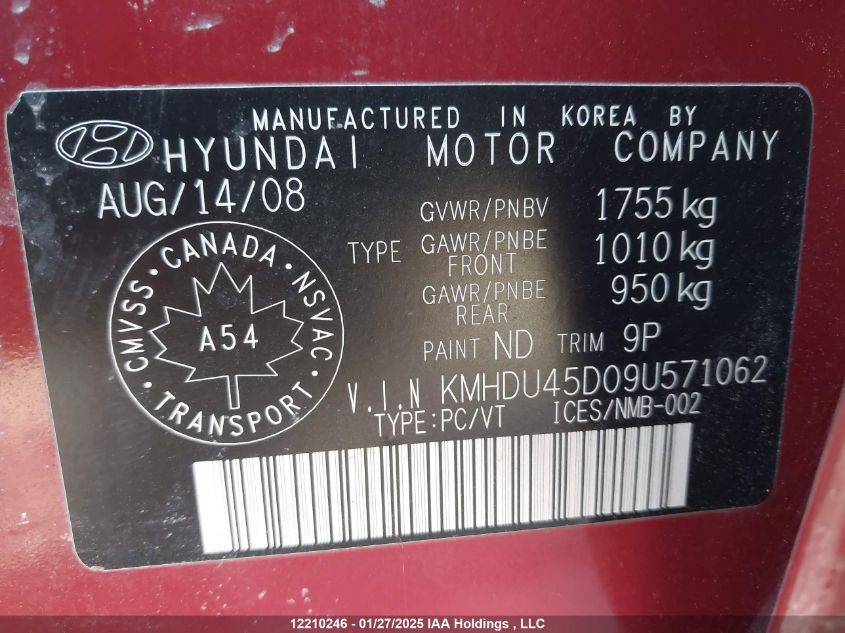 MANUFACTURED IN KOREA BY
HYUNDAI MOTOR COMPANY
AUG/14/08
GVWR/PNBV 1755 kg
TYPE GAWR/PNBE FRONT 1010 kg
GAWR/PNBE REAR 950 kg
CANADA · NSVAC · TRANSPORT · CMVSS ·
A54
PAINT ND TRIM 9P
V.I.N KMHDU45D09U571062
TYPE:PC/VT ICES/NMB-002
12210246 - 01/27/2025 IAA Holdings , LLC